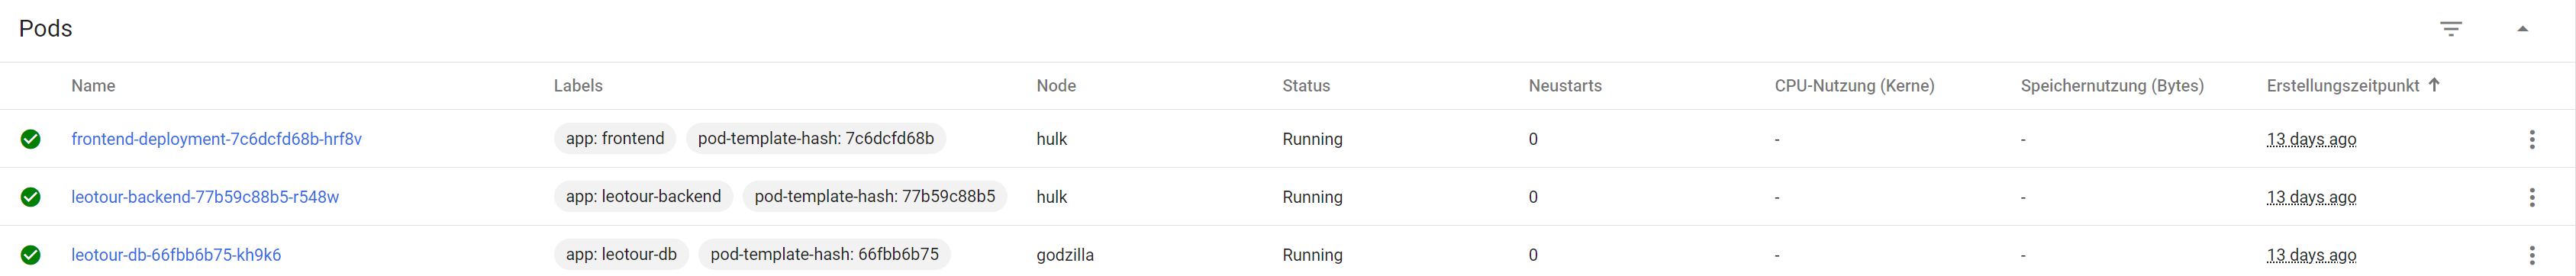 Pods
Name Labels Node Status Neustarts CPU-Nutzung (Kerne) Speichernutzung (Bytes) Erstellungszeitpunkt
frontend-deployment-7c6dcfd68b-hrf8v app: frontend pod-template-hash: 7c6dcfd68b hulk Running 0 - - 13 days ago
leotour-backend-77b59c88b5-r548w app: leotour-backend pod-template-hash: 77b59c88b5 hulk Running 0 - - 13 days ago
leotour-db-66fbb6b75-kh9k6 app: leotour-db pod-template-hash: 66fbb6b75 godzilla Running 0 - - 13 days ago